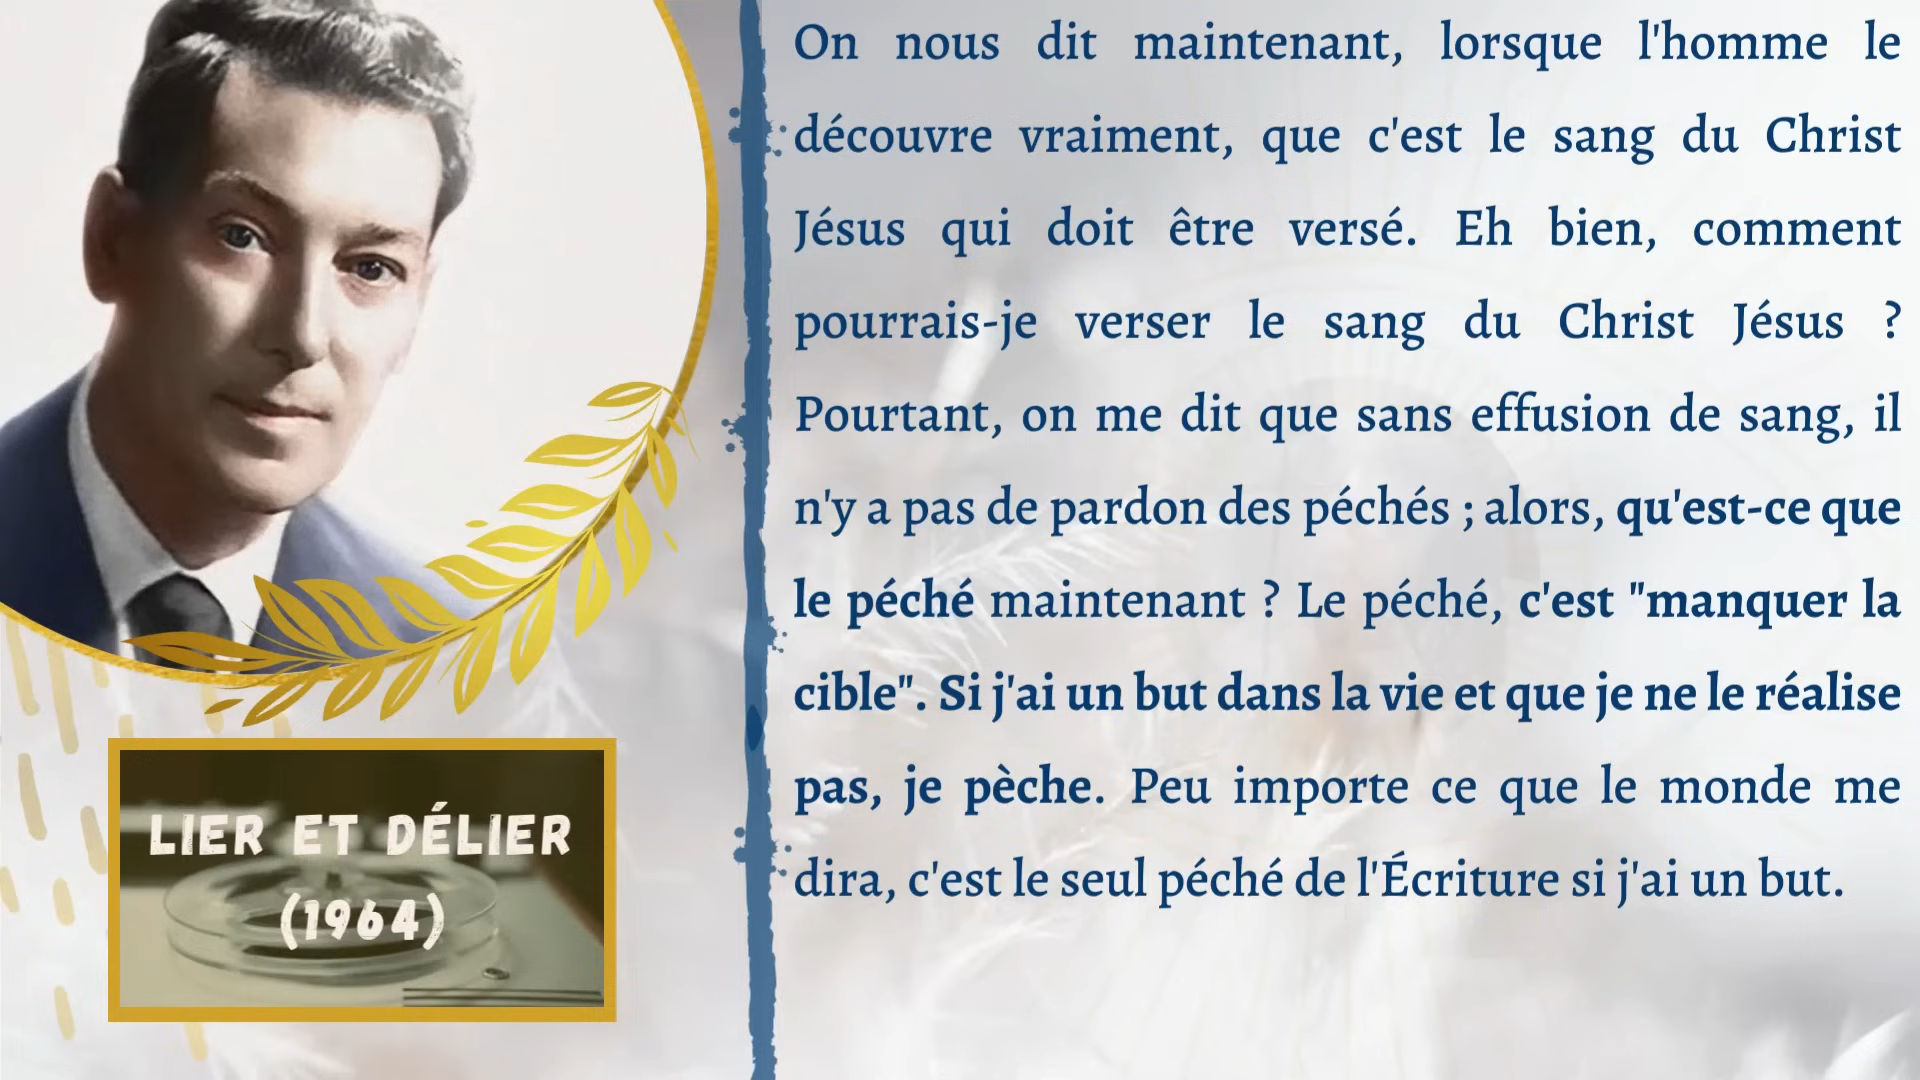 On nous dit maintenant, lorsque l'homme le
découvre vraiment, que c'est le sang du Christ
Jésus qui doit être versé. Eh bien, comment
pourrais-je verser le sang du Christ Jésus ?
Pourtant, on me dit que sans effusion de sang, il
n'y a pas de pardon des péchés ; alors, qu'est-ce que
le péché maintenant ? Le péché, c'est "manquer la
cible". Si j'ai un but dans la vie et que je ne le réalise
pas, je pèche. Peu importe ce que le monde me
dira, c'est le seul péché de l'Écriture si j'ai un but.
LIER ET DÉLIER
(1964)